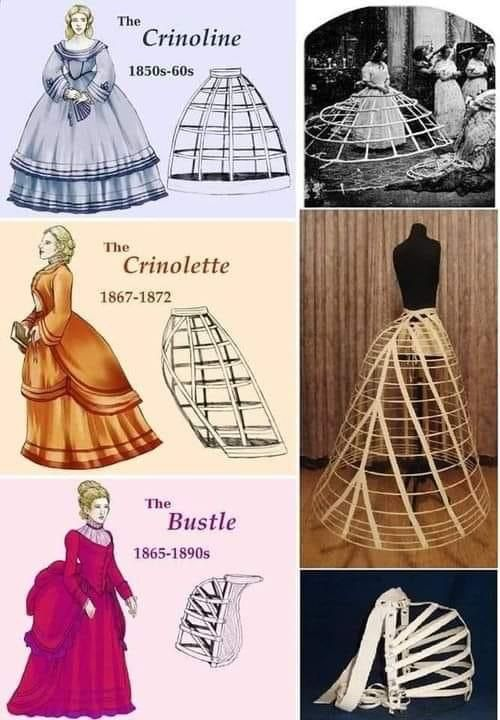 The
Crinoline
1850s-60s
The
Crinolette
1867-1872
The
Bustle
1865-1890s